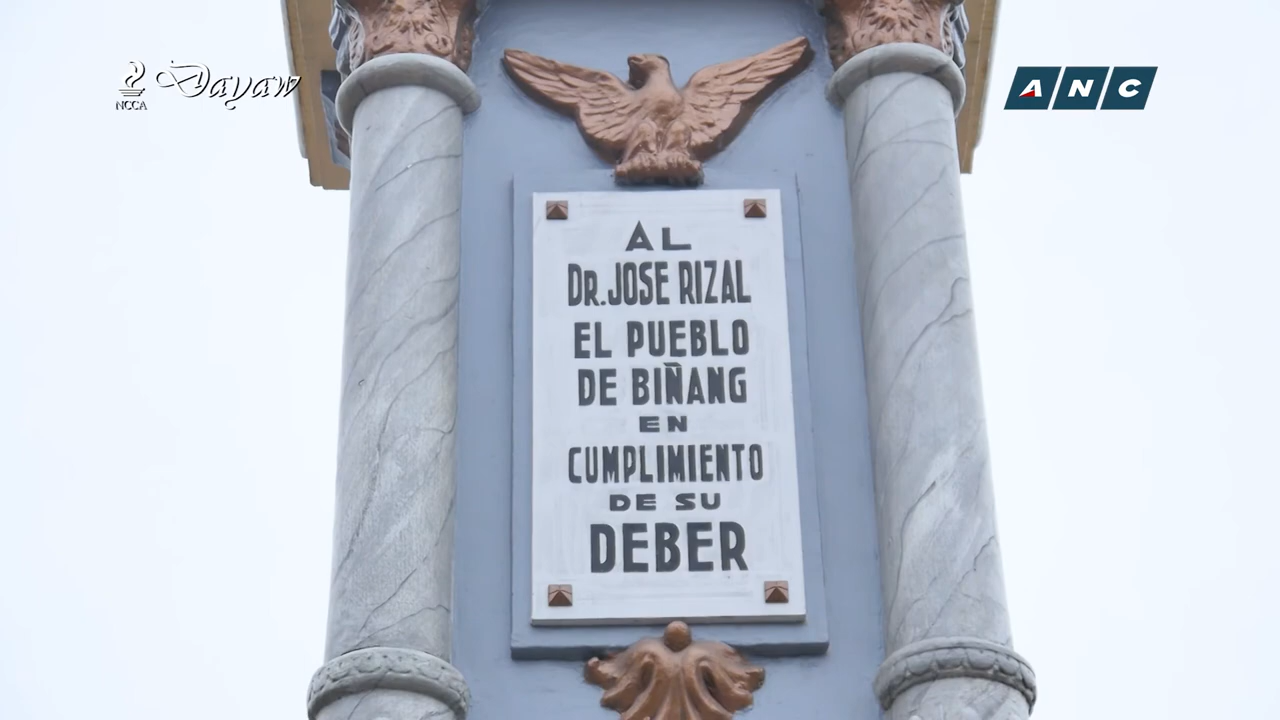 NCCA
Dayaw
ANC
AL
DR. JOSE RIZAL
EL PUEBLO
DE BIÑANG
EN
CUMPLIMIENTO
DE SU
DEBER